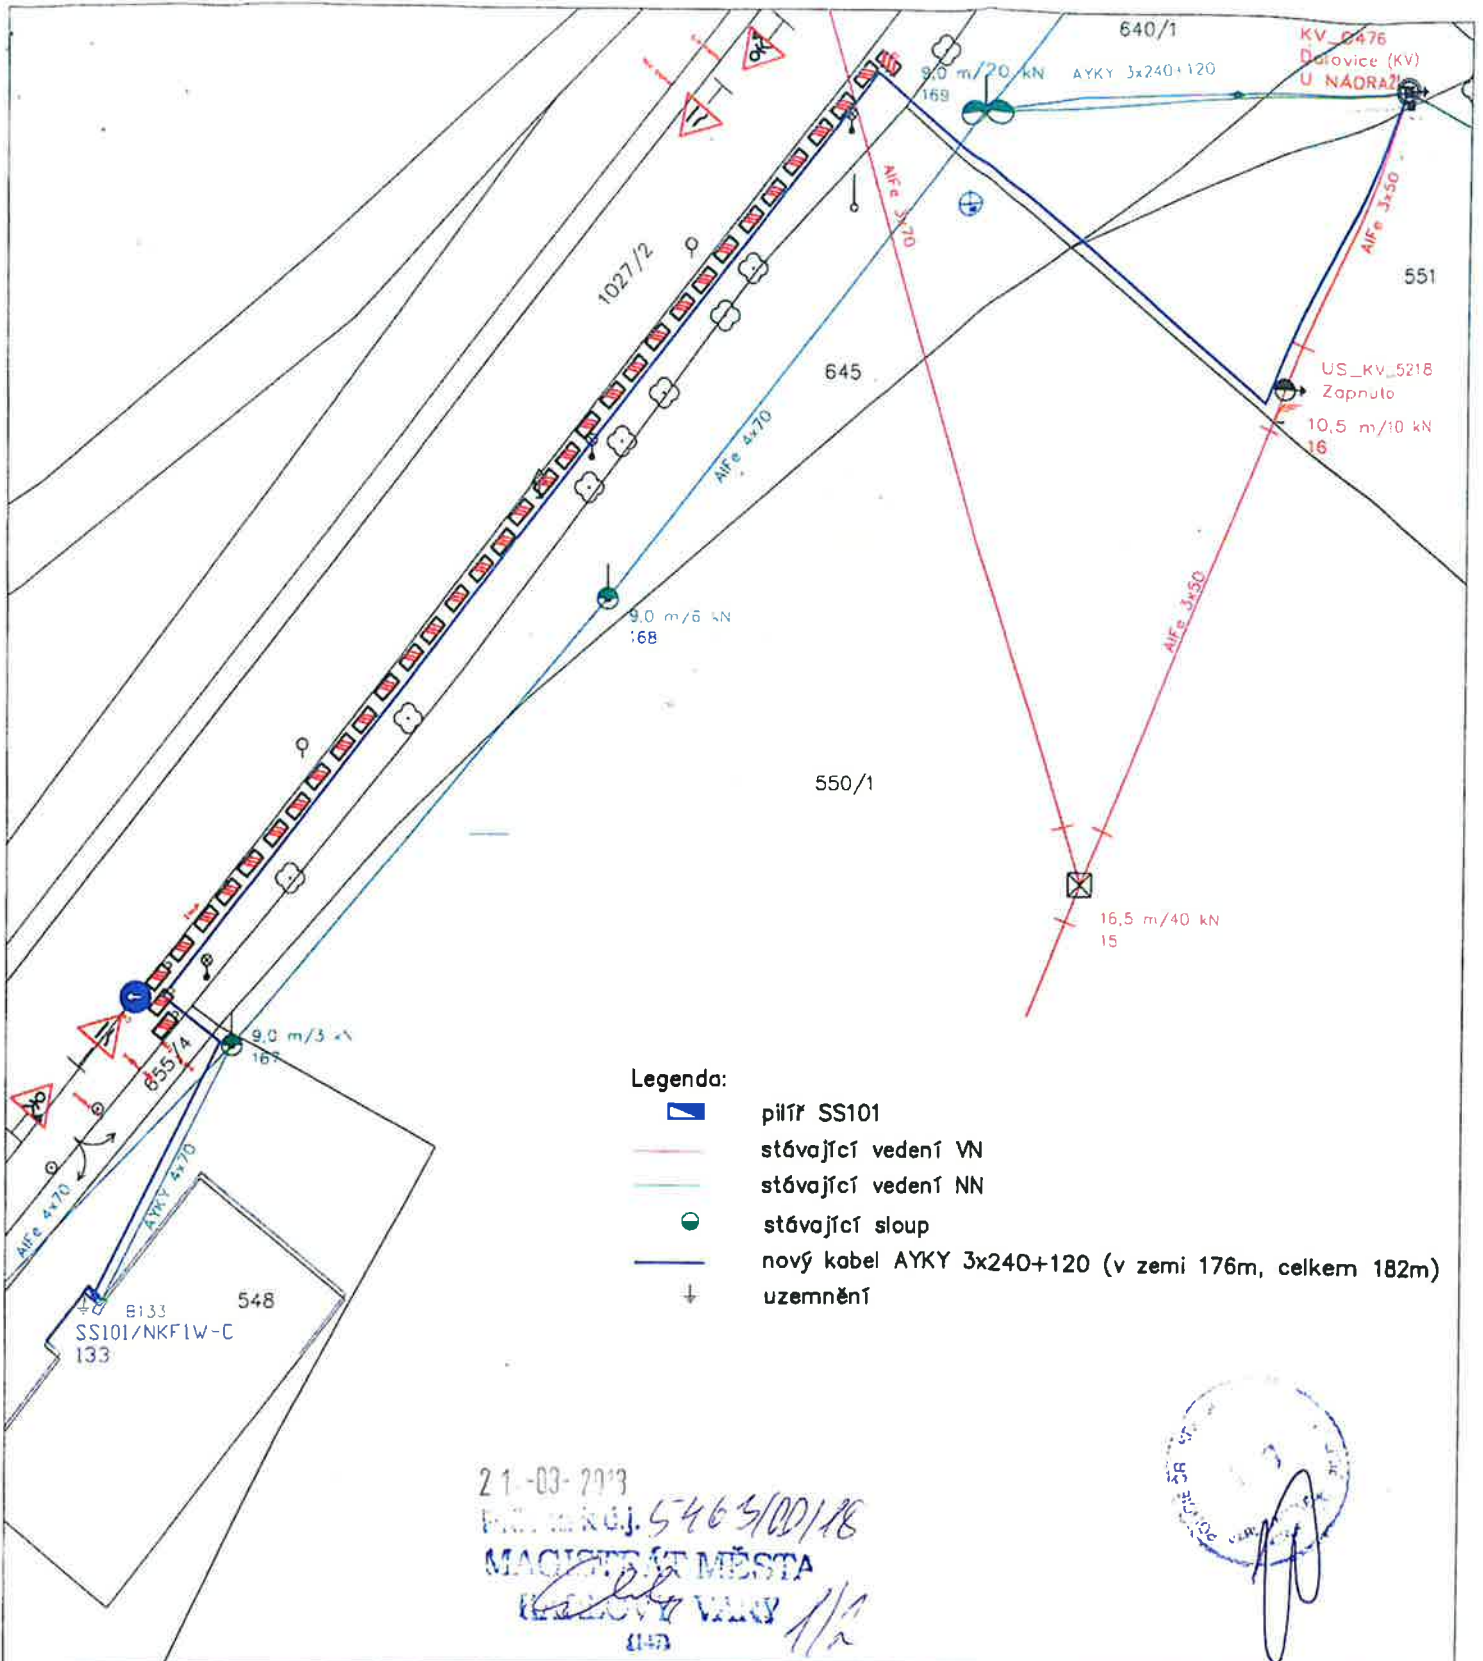 640/1
KV_0476
Dalovice (KV)
U NÁDRAŽÍ
9,0 m/20 kN
169
AYKY 3x240+120
AlFe 3x70
AlFe 3x50
551
1027/2
645
US_KV_5218
Zapnuto
10,5 m/10 kN
16
AlFe 4x70
AlFe 3x50
9,0 m/6 kN
168
550/1
16,5 m/40 kN
15
9,0 m/3 kN
167
655/4
AYKY 4x70
AlFe 4x70
548
B133
SS101/NKF1W-C
133
Legenda:
pilíř SS101
stávající vedení VN
stávající vedení NN
stávající sloup
nový kabel AYKY 3x240+120 (v zemi 176m, celkem 182m)
uzemnění
21-03-
5463/OD/18
MAGISTRÁT MĚSTA
KARLOVY VARY
1/2